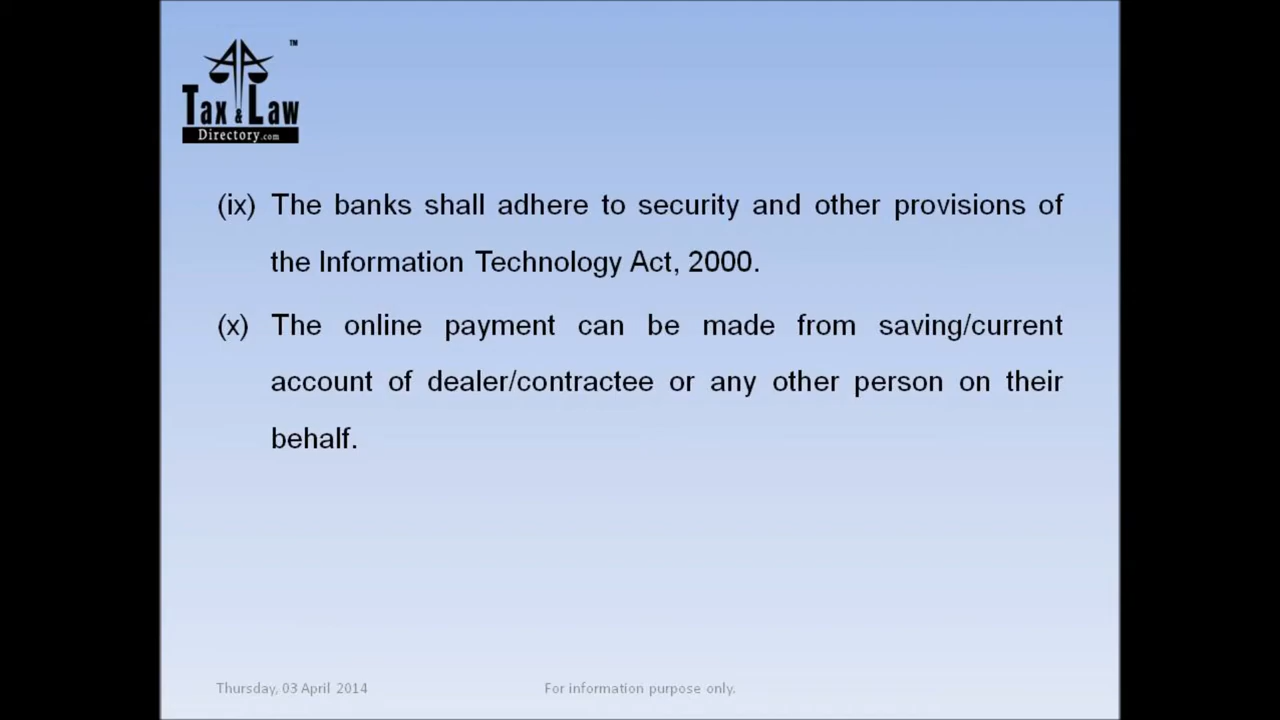 TM
Tax & Law
Directory.com
(ix) The banks shall adhere to security and other provisions of
the Information Technology Act, 2000.
(x) The online payment can be made from saving/current
account of dealer/contractee or any other person on their
behalf.
Thursday, 03 April 2014 For information purpose only.